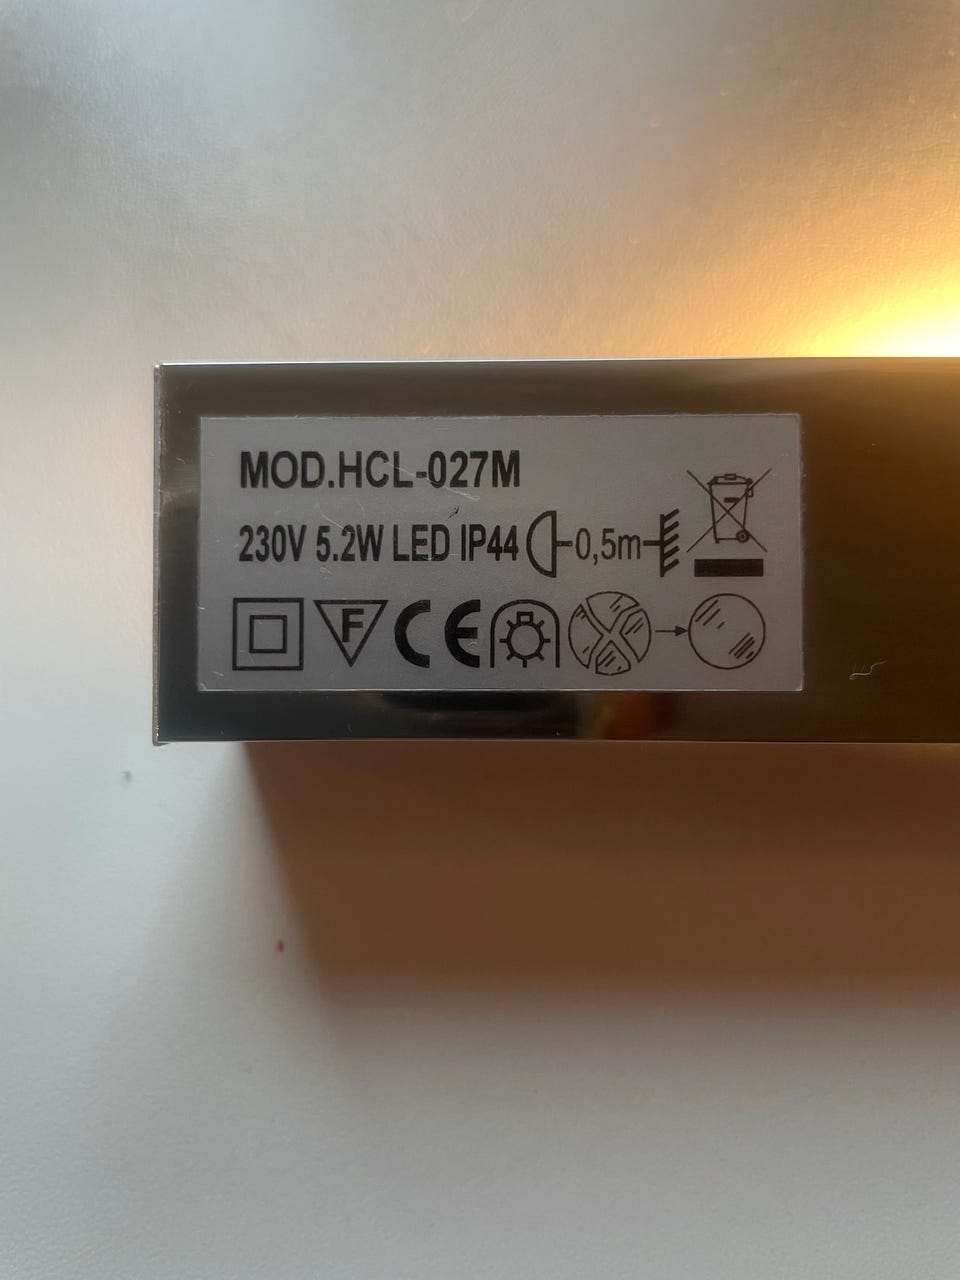 MOD.HCL-027M
230V 5.2W LED IP44 0,5m
F CE